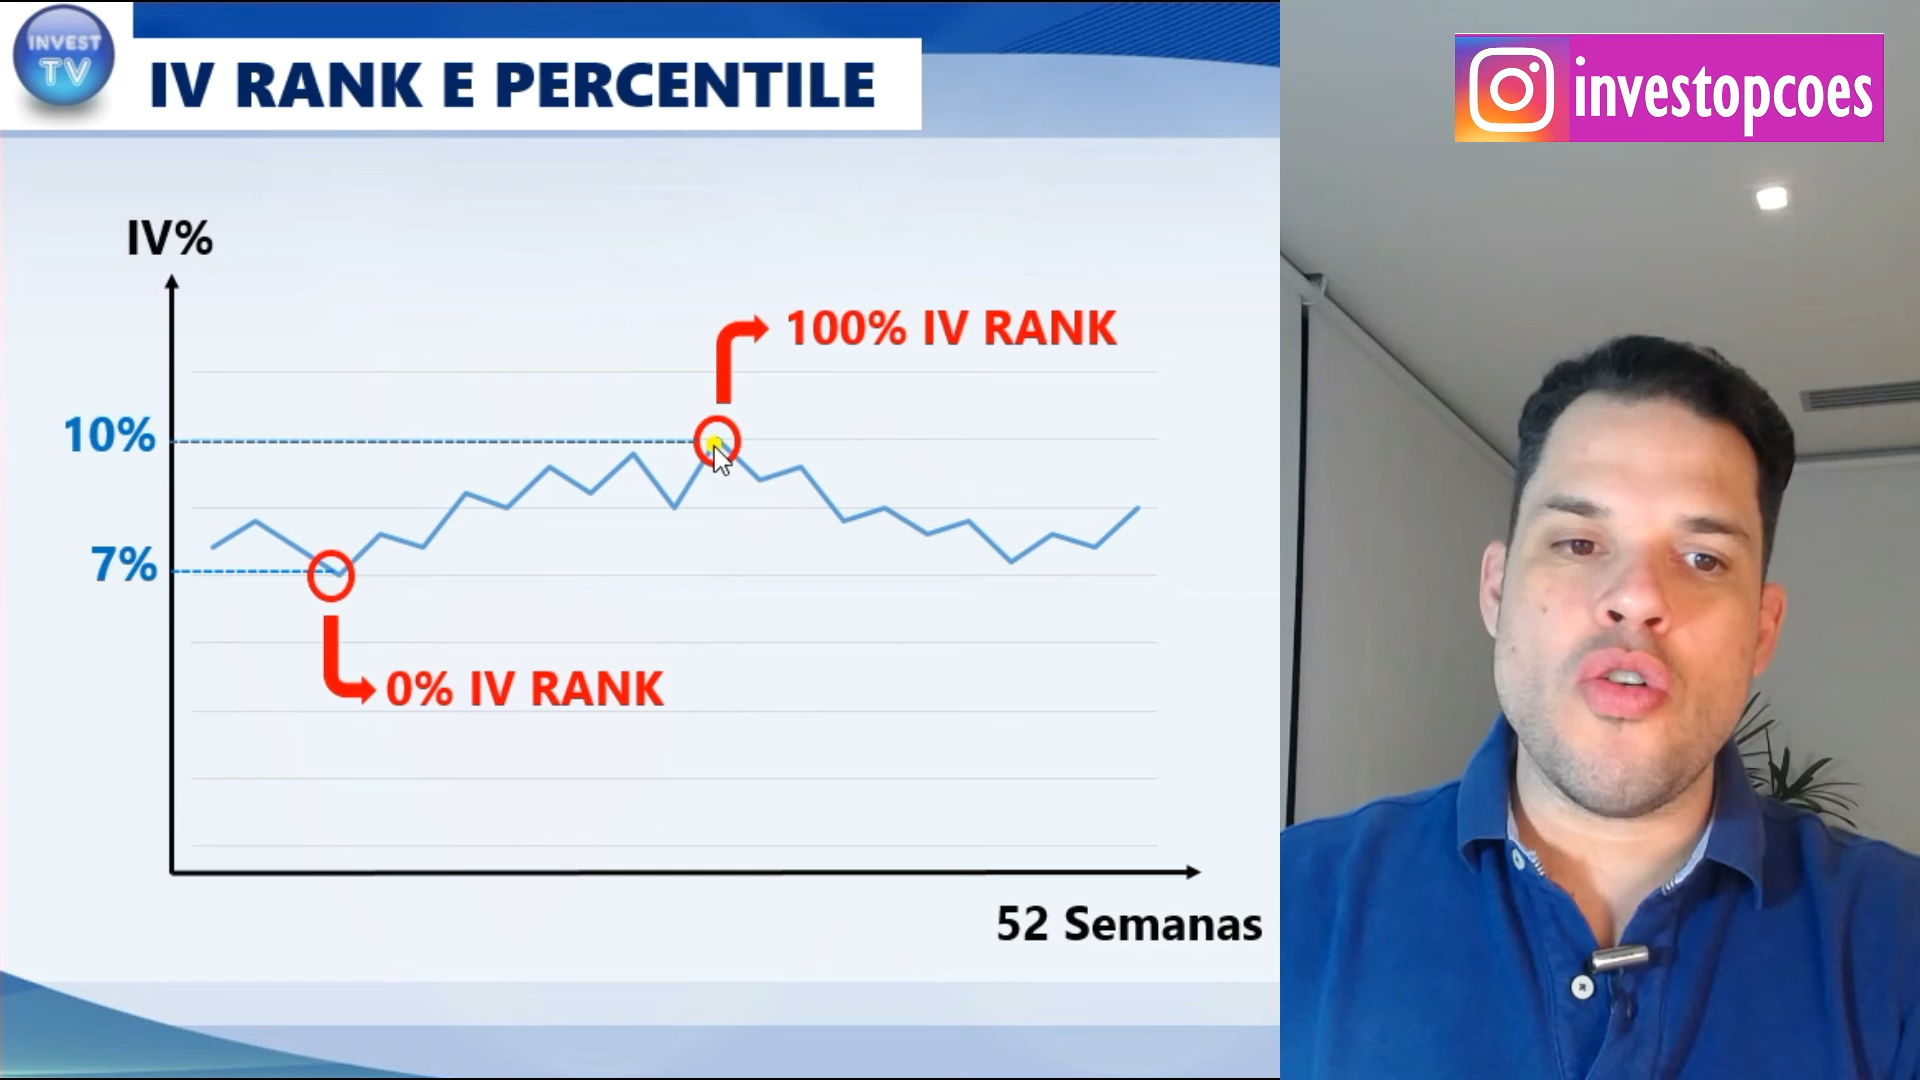 INVEST
TV
IV RANK E PERCENTILE
investopcoes
IV%
100% IV RANK
10%
7%
0% IV RANK
52 Semanas